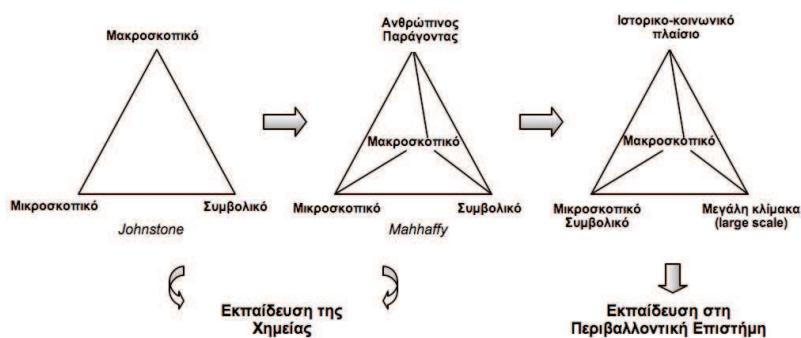 Μακροσκοπικό
Μικροσκοπικό
Συμβολικό
Johnstone
Ανθρώπινος
Παράγοντας
Μακροσκοπικό
Μικροσκοπικό
Συμβολικό
Mahhaffy
Ιστορικο-κοινωνικό
πλαίσιο
Μακροσκοπικό
Μικροσκοπικό
Συμβολικό
Μεγάλη κλίμακα
(large scale)
Εκπαίδευση της
Χημείας
Εκπαίδευση στη
Περιβαλλοντική Επιστήμη